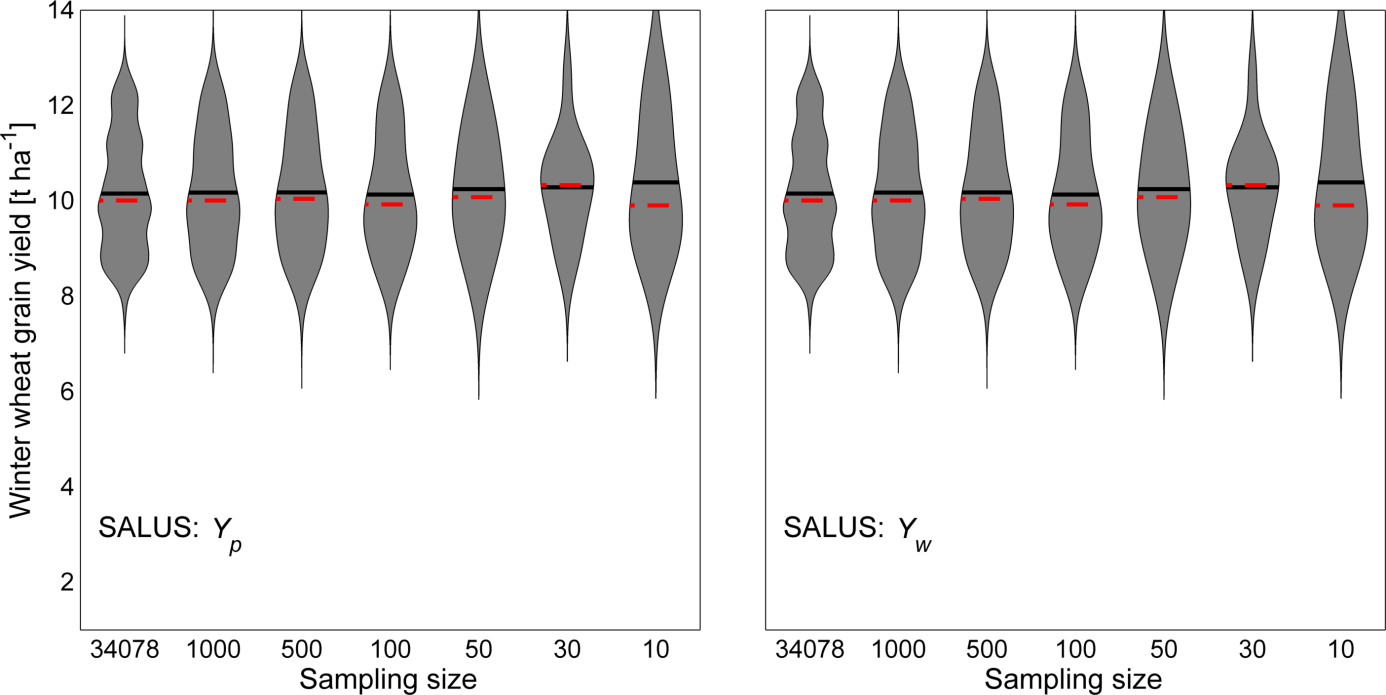 Winter wheat grain yield [t ha⁻¹]
14
12
10
8
6
4
2
SALUS: Yₚ
34078 1000 500 100 50 30 10
Sampling size
SALUS: Y_w
34078 1000 500 100 50 30 10
Sampling size